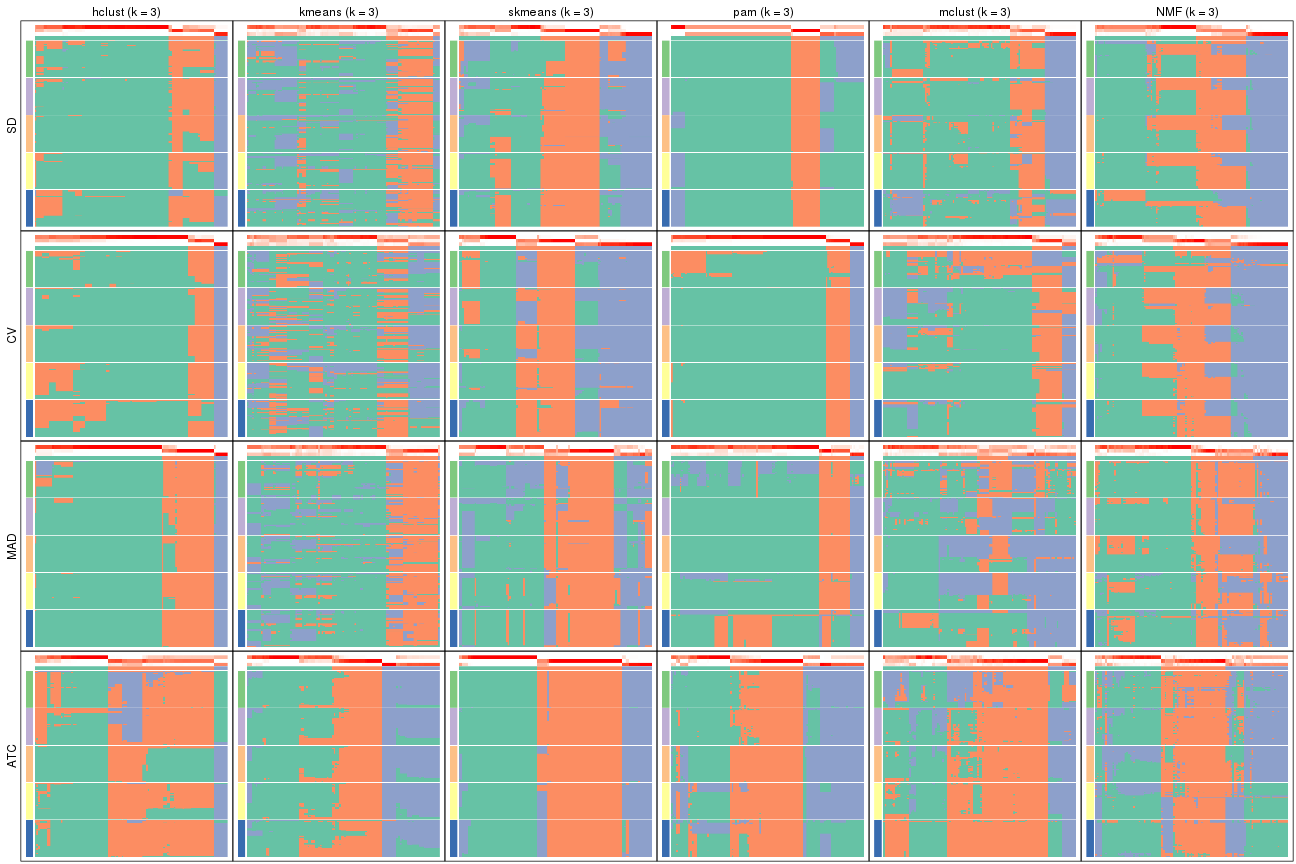 hclust (k = 3) kmeans (k = 3) skmeans (k = 3) pam (k = 3) mclust (k = 3) NMF (k = 3)
SD
CV
MAD
ATC